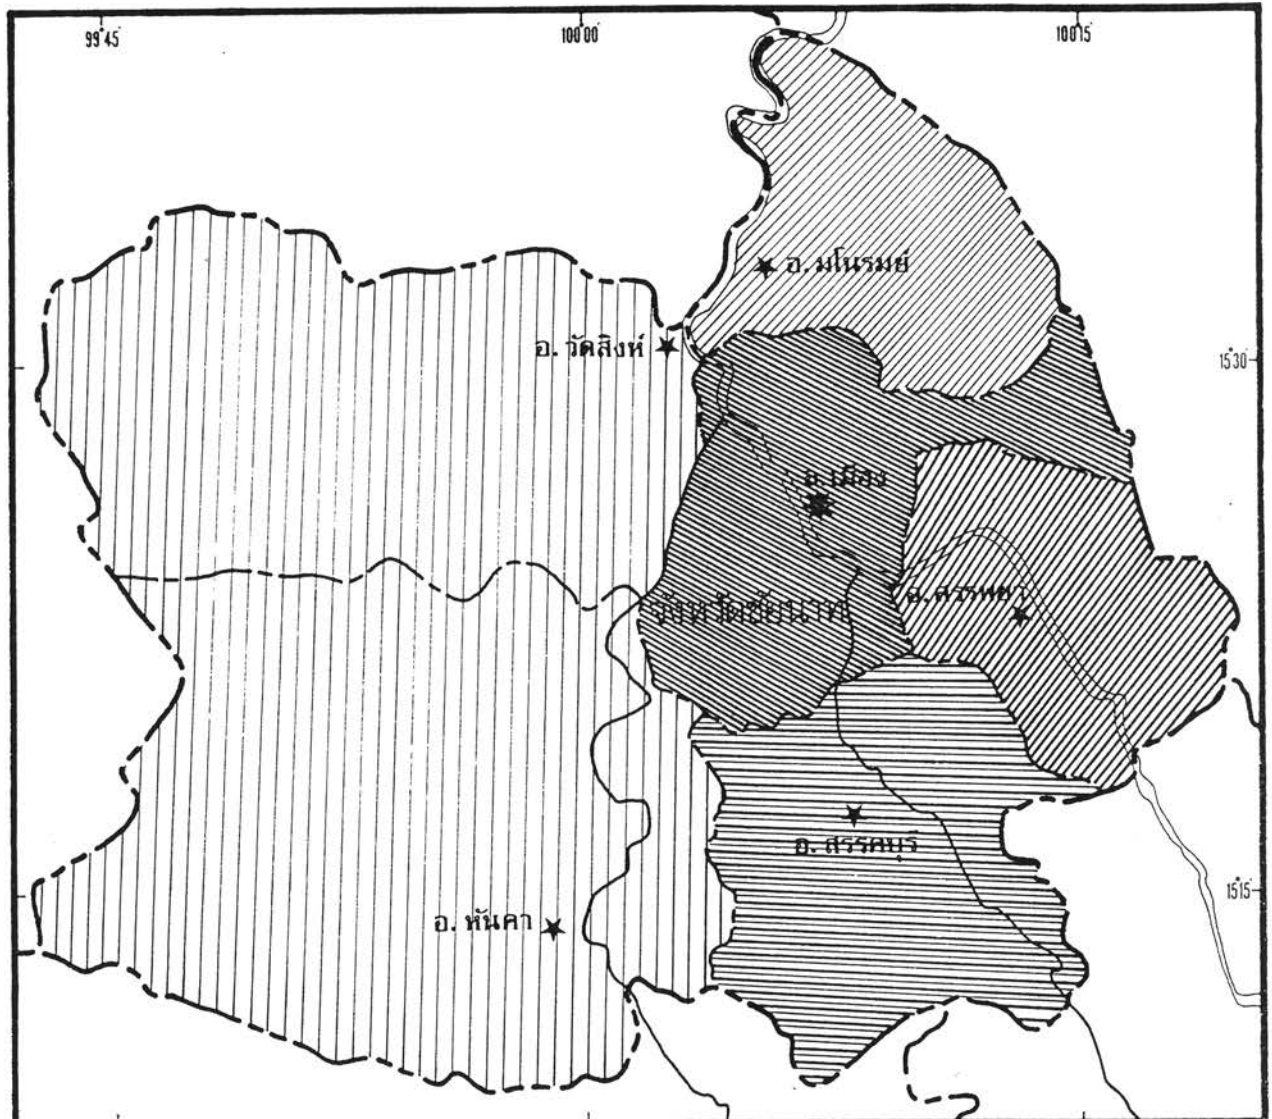 99°45'
100°00'
100°15'
อ. มโนรมย์
อ. วัดสิงห์
15°30'
อ. เมือง
อ. สรรพยา
จังหวัดชัยนาท
อ. สรรคบุรี
15°15'
อ. หันคา